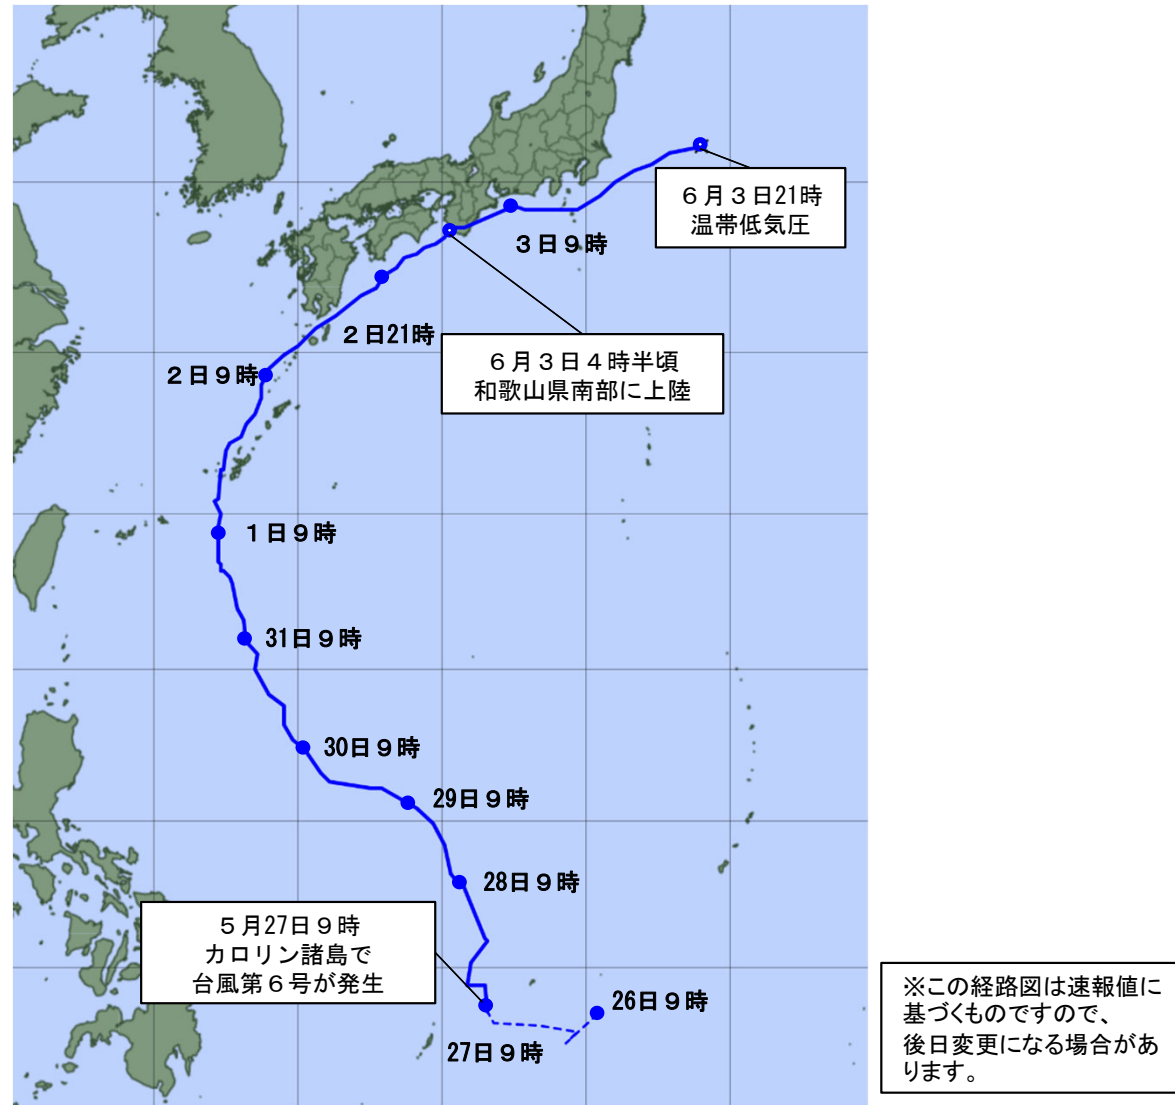 ６月３日21時
温帯低気圧
３日９時
２日21時
６月３日４時半頃
和歌山県南部に上陸
２日９時
１日９時
31日９時
30日９時
29日９時
28日９時
５月27日９時
カロリン諸島で
台風第６号が発生
26日９時
27日９時
※この経路図は速報値に
基づくものですので、
後日変更になる場合があ
ります。